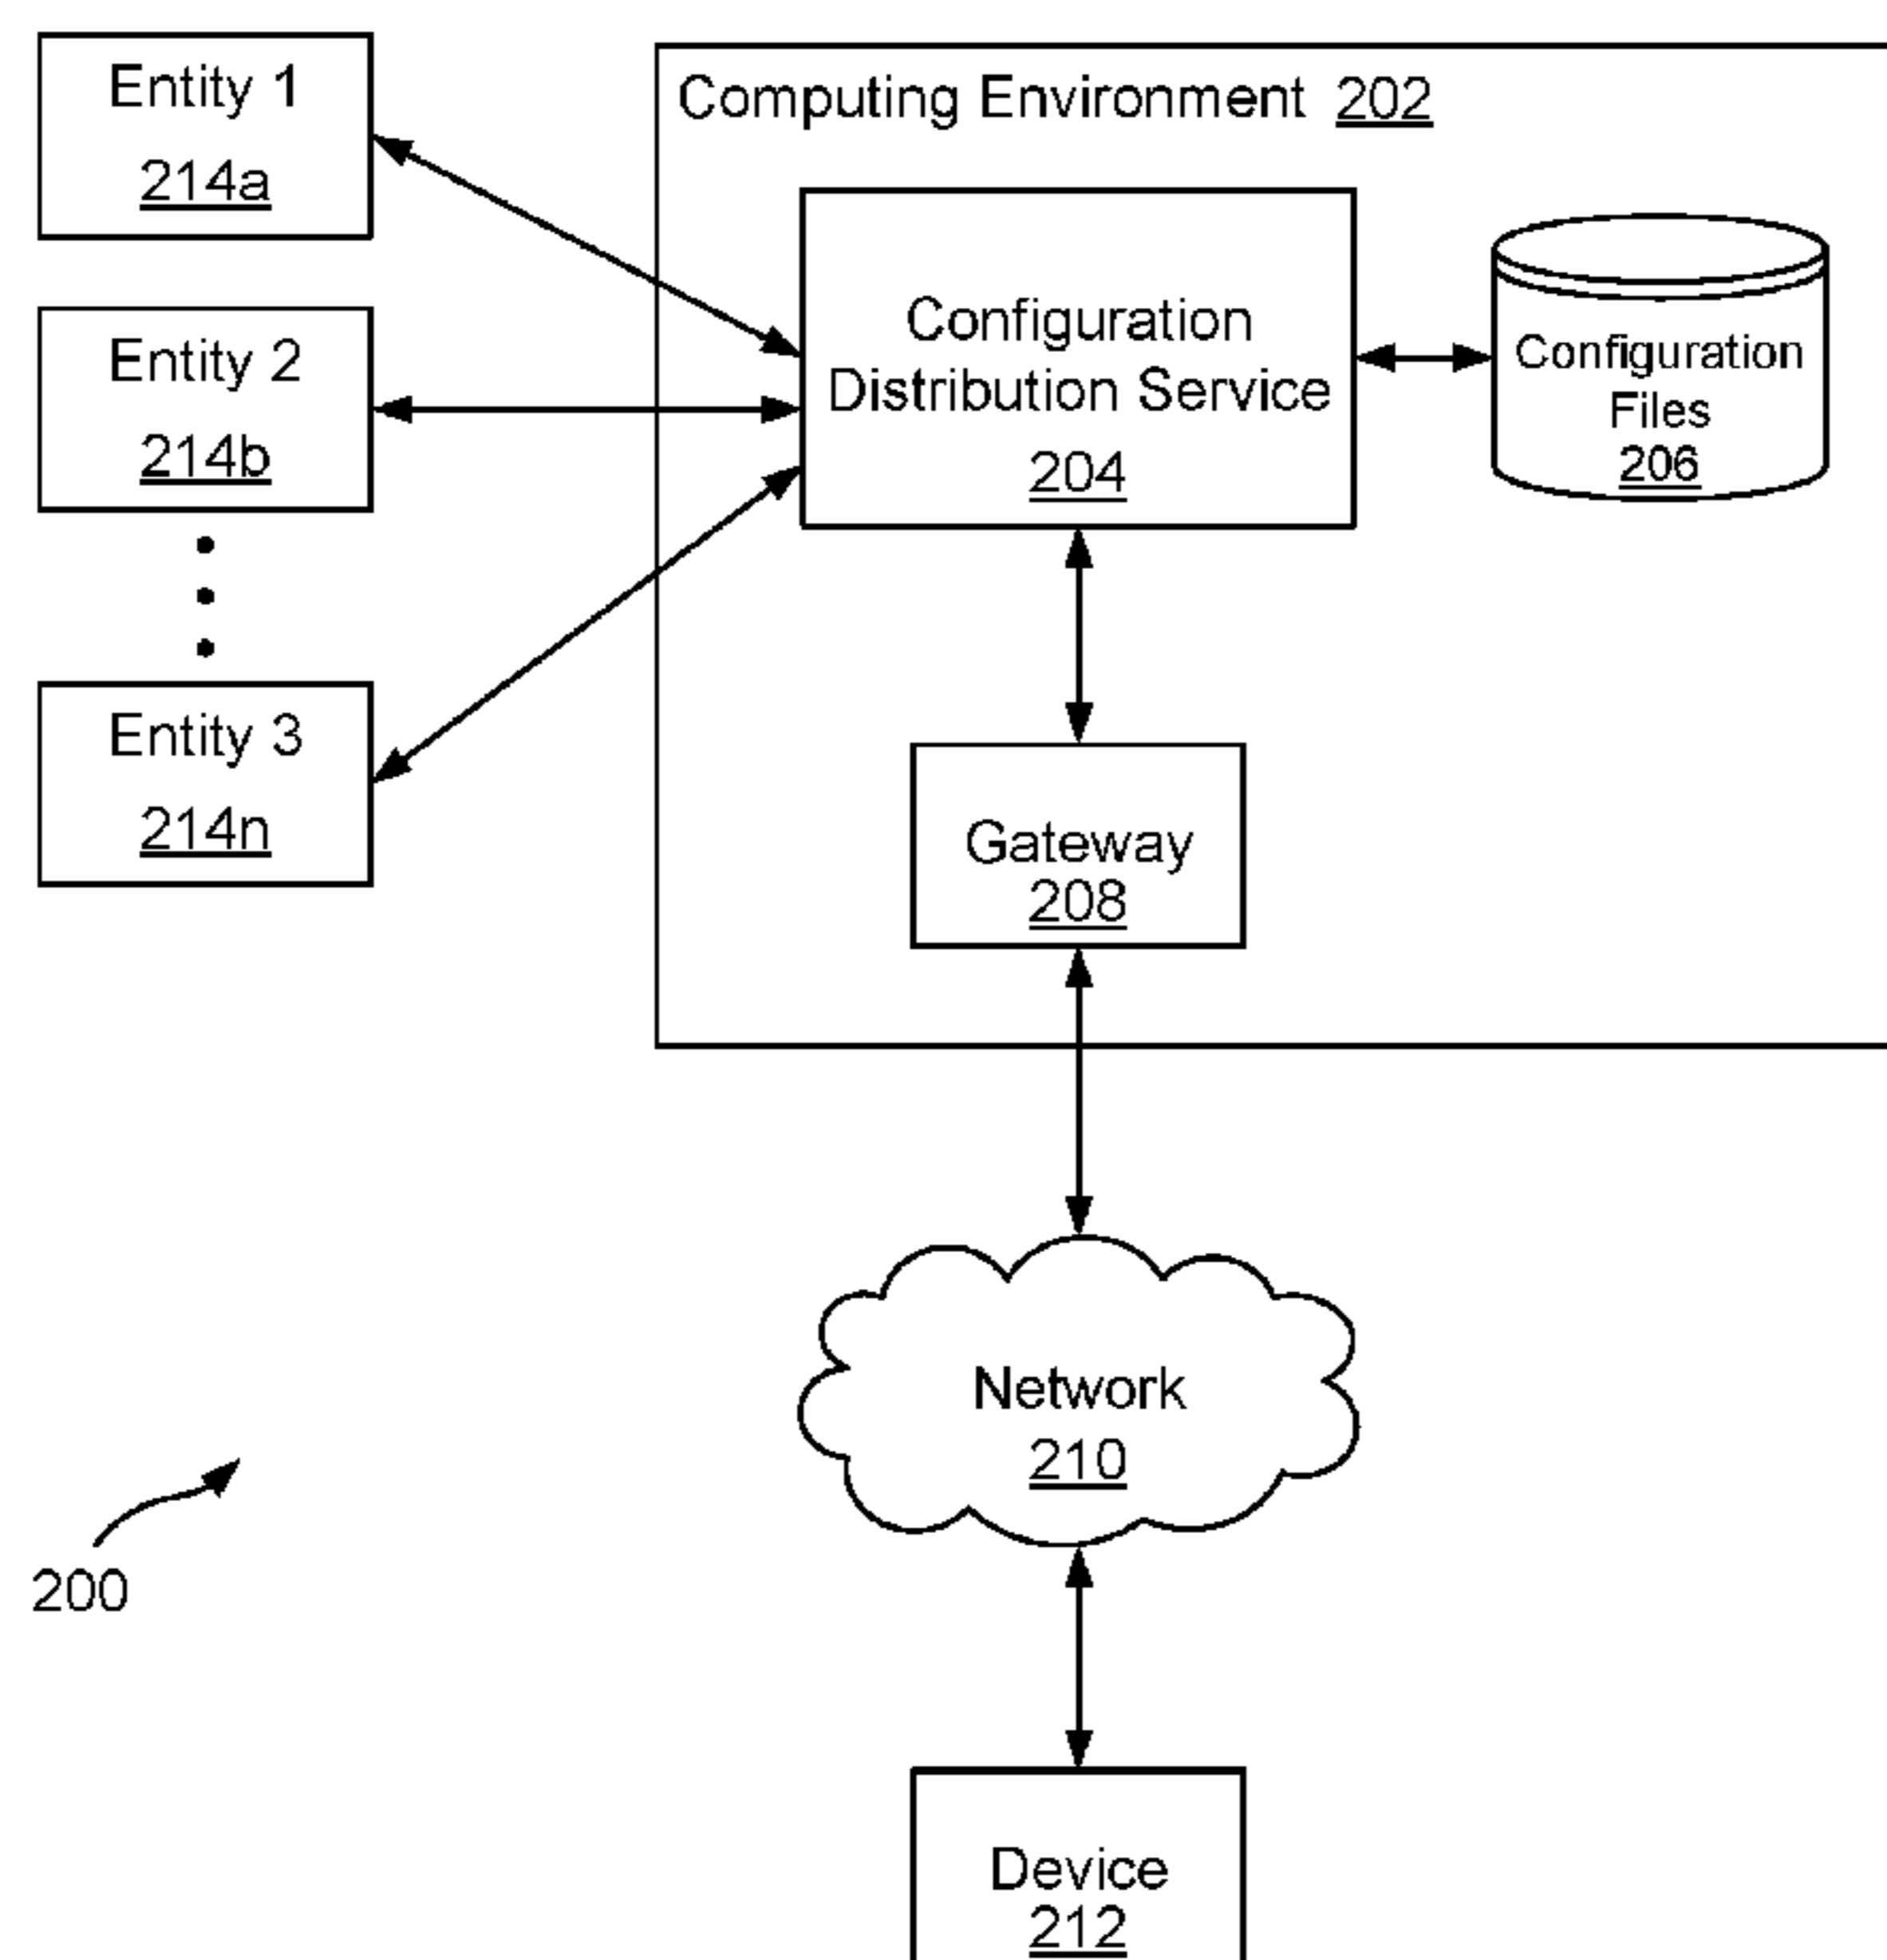 Entity 1
214a
Entity 2
214b
Entity 3
214n
Computing Environment 202
Configuration
Distribution Service
204
Configuration
Files
206
Gateway
208
Network
210
200
Device
212